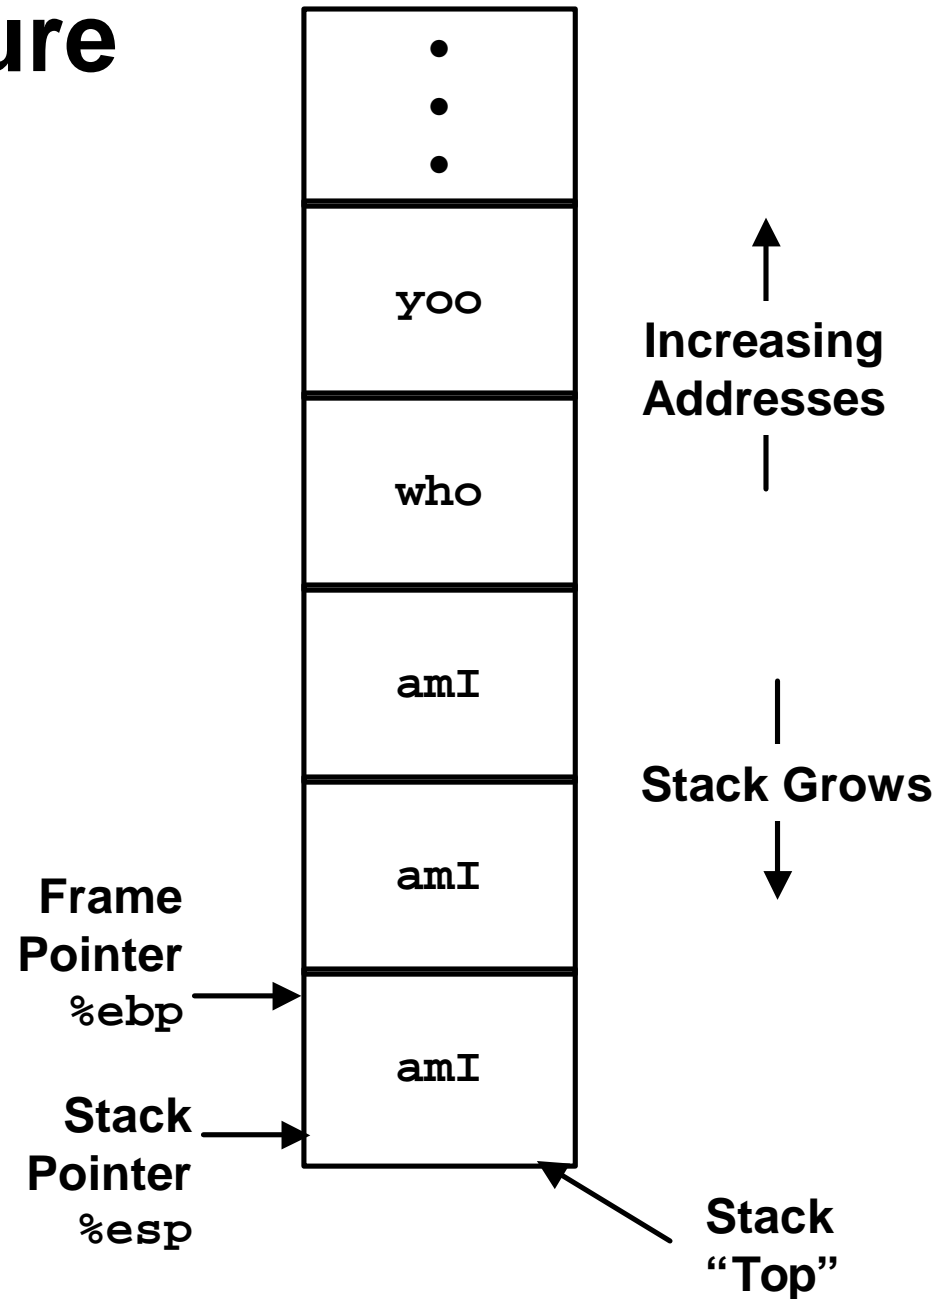 ure
yoo
Increasing
Addresses
who
amI
Stack Grows
amI
Frame
Pointer
%ebp
amI
Stack
Pointer
%esp
Stack
“Top”